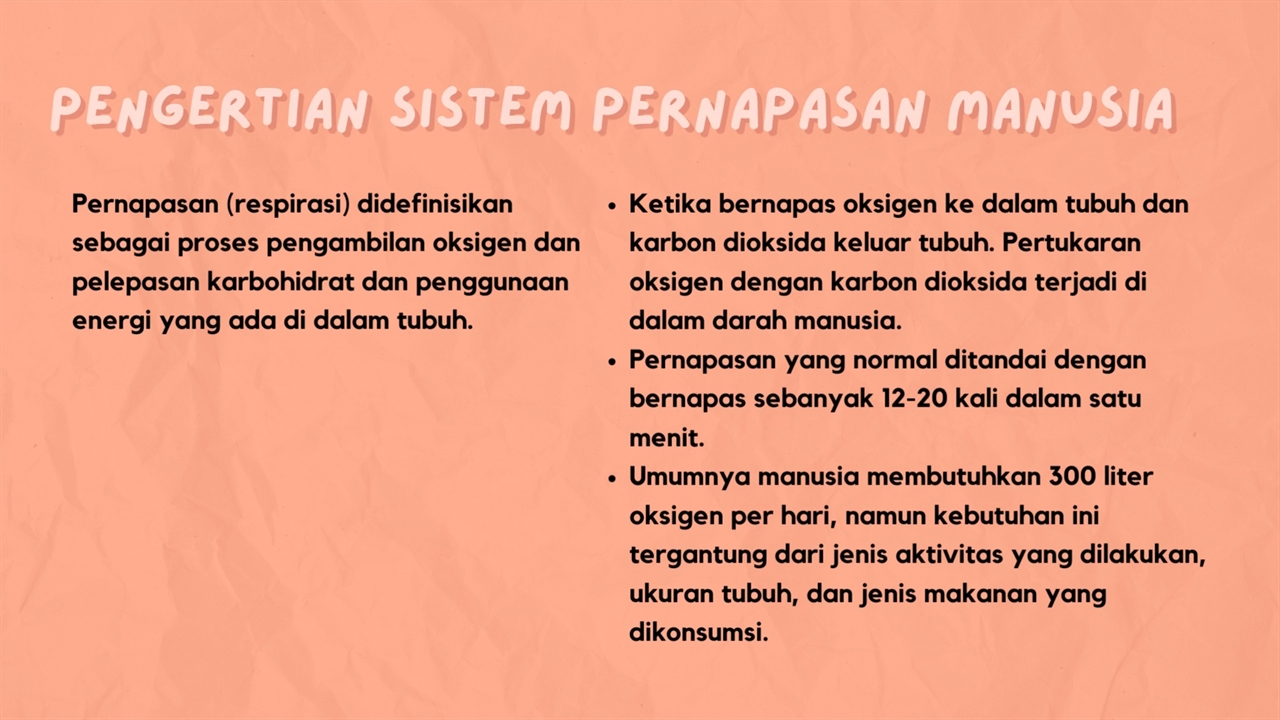 PENGERTIAN SISTEM PERNAPASAN MANUSIA
Pernapasan (respirasi) didefinisikan
sebagai proses pengambilan oksigen dan
pelepasan karbohidrat dan penggunaan
energi yang ada di dalam tubuh.
• Ketika bernapas oksigen ke dalam tubuh dan
karbon dioksida keluar tubuh. Pertukaran
oksigen dengan karbon dioksida terjadi di
dalam darah manusia.
• Pernapasan yang normal ditandai dengan
bernapas sebanyak 12-20 kali dalam satu
menit.
• Umumnya manusia membutuhkan 300 liter
oksigen per hari, namun kebutuhan ini
tergantung dari jenis aktivitas yang dilakukan,
ukuran tubuh, dan jenis makanan yang
dikonsumsi.